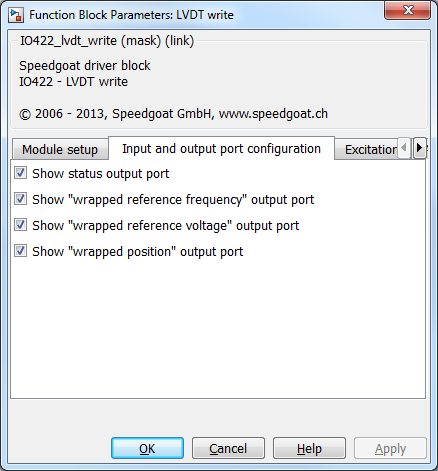 Function Block Parameters: LVDT write
IO422_lvdt_write (mask) (link)
Speedgoat driver block
IO422 - LVDT write
© 2006 - 2013, Speedgoat GmbH, www.speedgoat.ch
Module setup Input and output port configuration Excitation
Show status output port
Show "wrapped reference frequency" output port
Show "wrapped reference voltage" output port
Show "wrapped position" output port
OK Cancel Help Apply